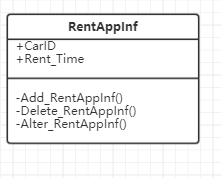 RentAppInf
+CarID
+Rent_Time
-Add_RentAppInf()
-Delete_RentAppInf()
-Alter_RentAppInf()